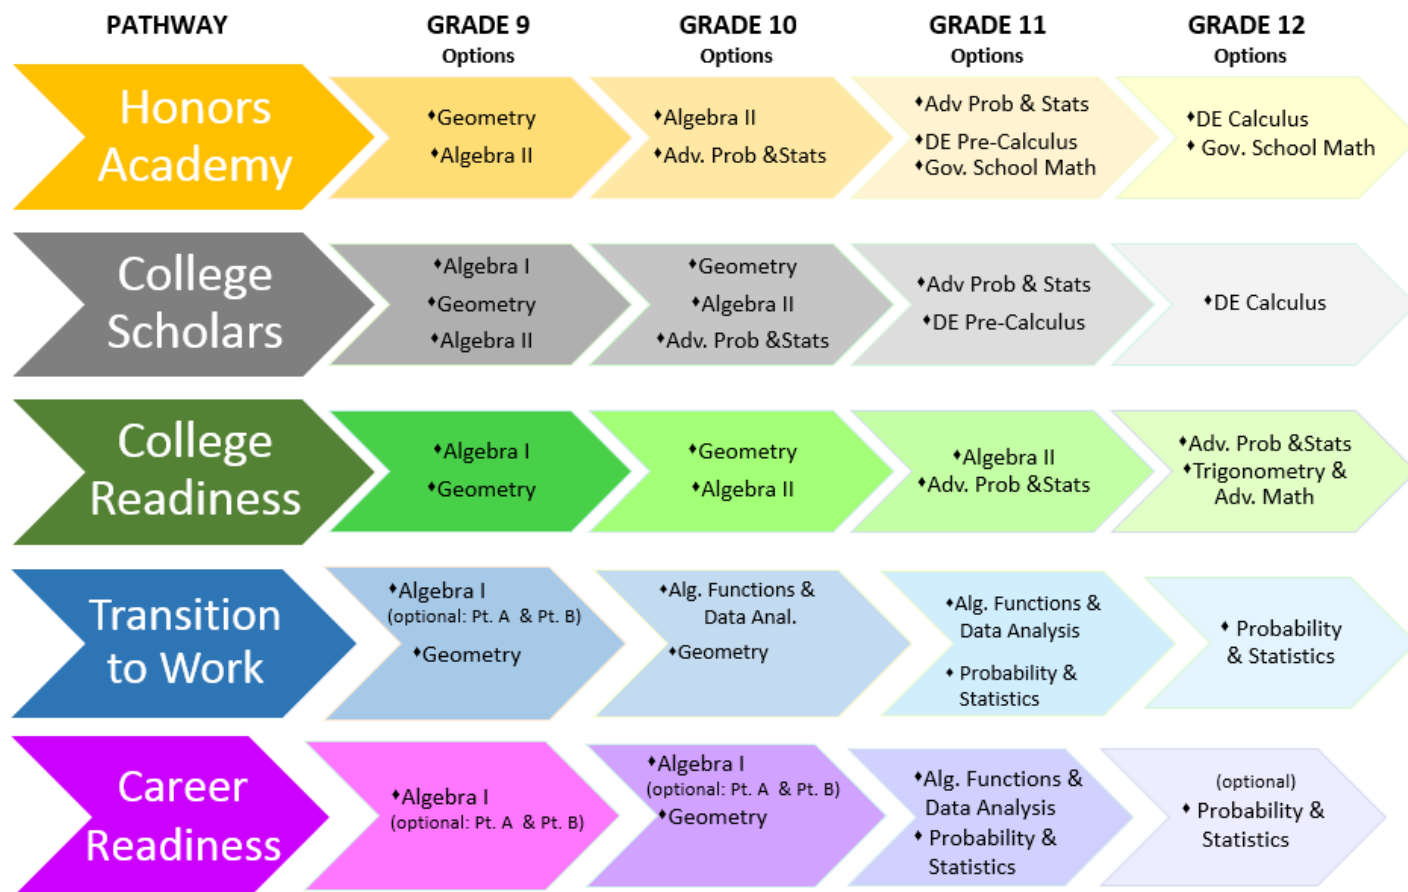 PATHWAY
GRADE 9
Options
GRADE 10
Options
GRADE 11
Options
GRADE 12
Options
Honors
Academy
♦Geometry
♦Algebra II
♦Algebra II
♦Adv. Prob &Stats
♦Adv Prob & Stats
♦DE Pre-Calculus
♦Gov. School Math
♦DE Calculus
♦ Gov. School Math
College
Scholars
♦Algebra I
♦Geometry
♦Algebra II
♦Geometry
♦Algebra II
♦Adv. Prob &Stats
♦Adv Prob & Stats
♦DE Pre-Calculus
♦DE Calculus
College
Readiness
♦Algebra I
♦Geometry
♦Geometry
♦Algebra II
♦Algebra II
♦Adv. Prob &Stats
♦Adv. Prob &Stats
♦Trigonometry &
Adv. Math
Transition
to Work
♦Algebra I
(optional: Pt. A & Pt. B)
♦Geometry
♦Alg. Functions &
Data Anal.
♦Geometry
♦Alg. Functions &
Data Analysis
♦ Probability &
Statistics
♦ Probability
& Statistics
Career
Readiness
♦Algebra I
(optional: Pt. A & Pt. B)
♦Algebra I
(optional: Pt. A & Pt. B)
♦Geometry
♦Alg. Functions &
Data Analysis
♦ Probability &
Statistics
(optional)
♦ Probability &
Statistics